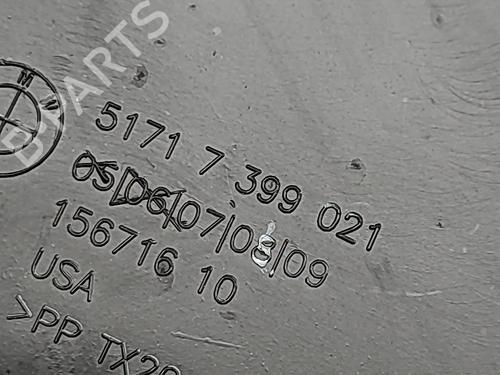 B-PARTS
M W
5171 7 399 021
05/06/07/08/09
156716 10
USA
>PP TX20